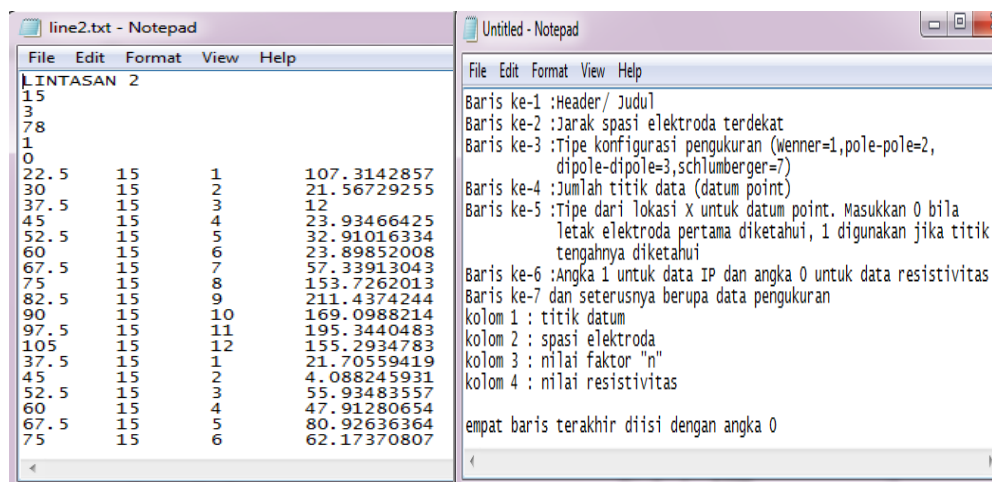 line2.txt - Notepad
File Edit Format View Help
LINTASAN 2
15
3
78
1
0
22.5 15 1 107.3142857
30 15 2 21.56729255
37.5 15 3 12
45 15 4 23.93466425
52.5 15 5 32.91016334
60 15 6 23.89852008
67.5 15 7 57.33913043
75 15 8 153.7262013
82.5 15 9 211.4374244
90 15 10 169.0988214
97.5 15 11 195.3440483
105 15 12 155.2934783
37.5 15 1 21.70559419
45 15 2 4.088245931
52.5 15 3 55.93483557
60 15 4 47.91280654
67.5 15 5 80.92636364
75 15 6 62.17370807
Untitled - Notepad
File Edit Format View Help
Baris ke-1 :Header/ Judul
Baris ke-2 :Jarak spasi elektroda terdekat
Baris ke-3 :Tipe konfigurasi pengukuran (Wenner=1,pole-pole=2,
dipole-dipole=3,schlumberger=7)
Baris ke-4 :Jumlah titik data (datum point)
Baris ke-5 :Tipe dari lokasi X untuk datum point. Masukkan 0 bila
letak elektroda pertama diketahui, 1 digunakan jika titik
tengahnya diketahui
Baris ke-6 :Angka 1 untuk data IP dan angka 0 untuk data resistivitas
Baris ke-7 dan seterusnya berupa data pengukuran
kolom 1 : titik datum
kolom 2 : spasi elektroda
kolom 3 : nilai faktor "n"
kolom 4 : nilai resistivitas
empat baris terakhir diisi dengan angka 0